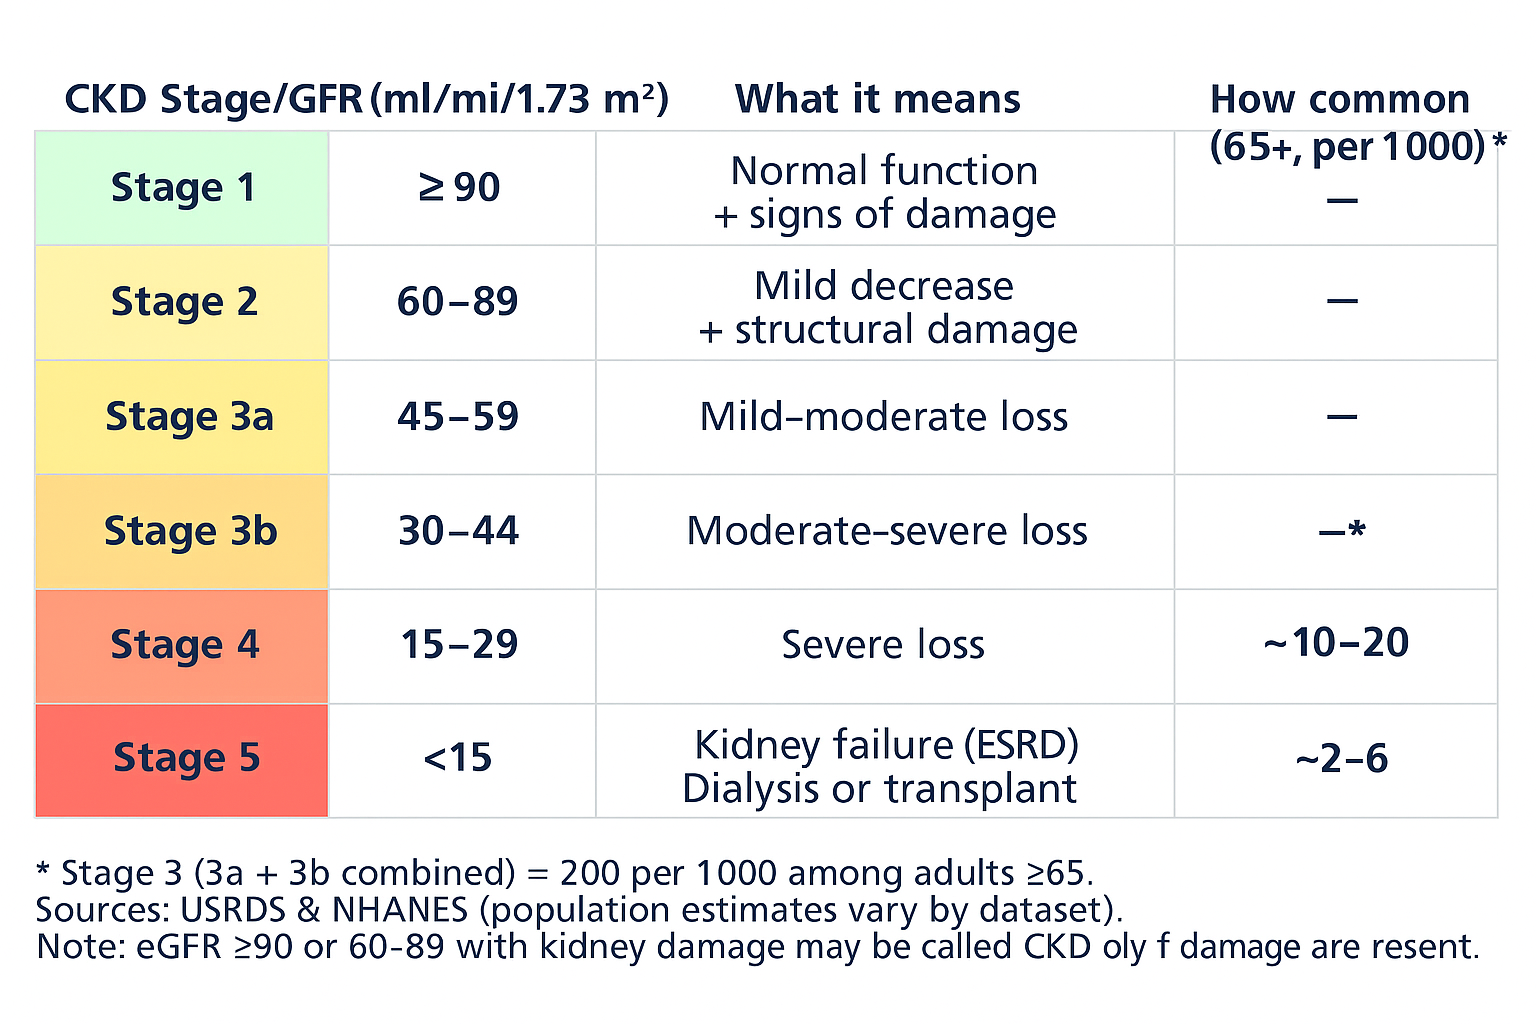 CKD Stage/GFR (ml/mi/1.73 m²) What it means How common
(65+, per 1000)*
Stage 1 ≥ 90 Normal function
+ signs of damage —
Stage 2 60–89 Mild decrease
+ structural damage —
Stage 3a 45–59 Mild–moderate loss —
Stage 3b 30–44 Moderate–severe loss —*
Stage 4 15–29 Severe loss ~10–20
Stage 5 <15 Kidney failure (ESRD)
Dialysis or transplant ~2–6
* Stage 3 (3a + 3b combined) = 200 per 1000 among adults ≥65.
Sources: USRDS & NHANES (population estimates vary by dataset).
Note: eGFR ≥90 or 60-89 with kidney damage may be called CKD oly f damage are resent.